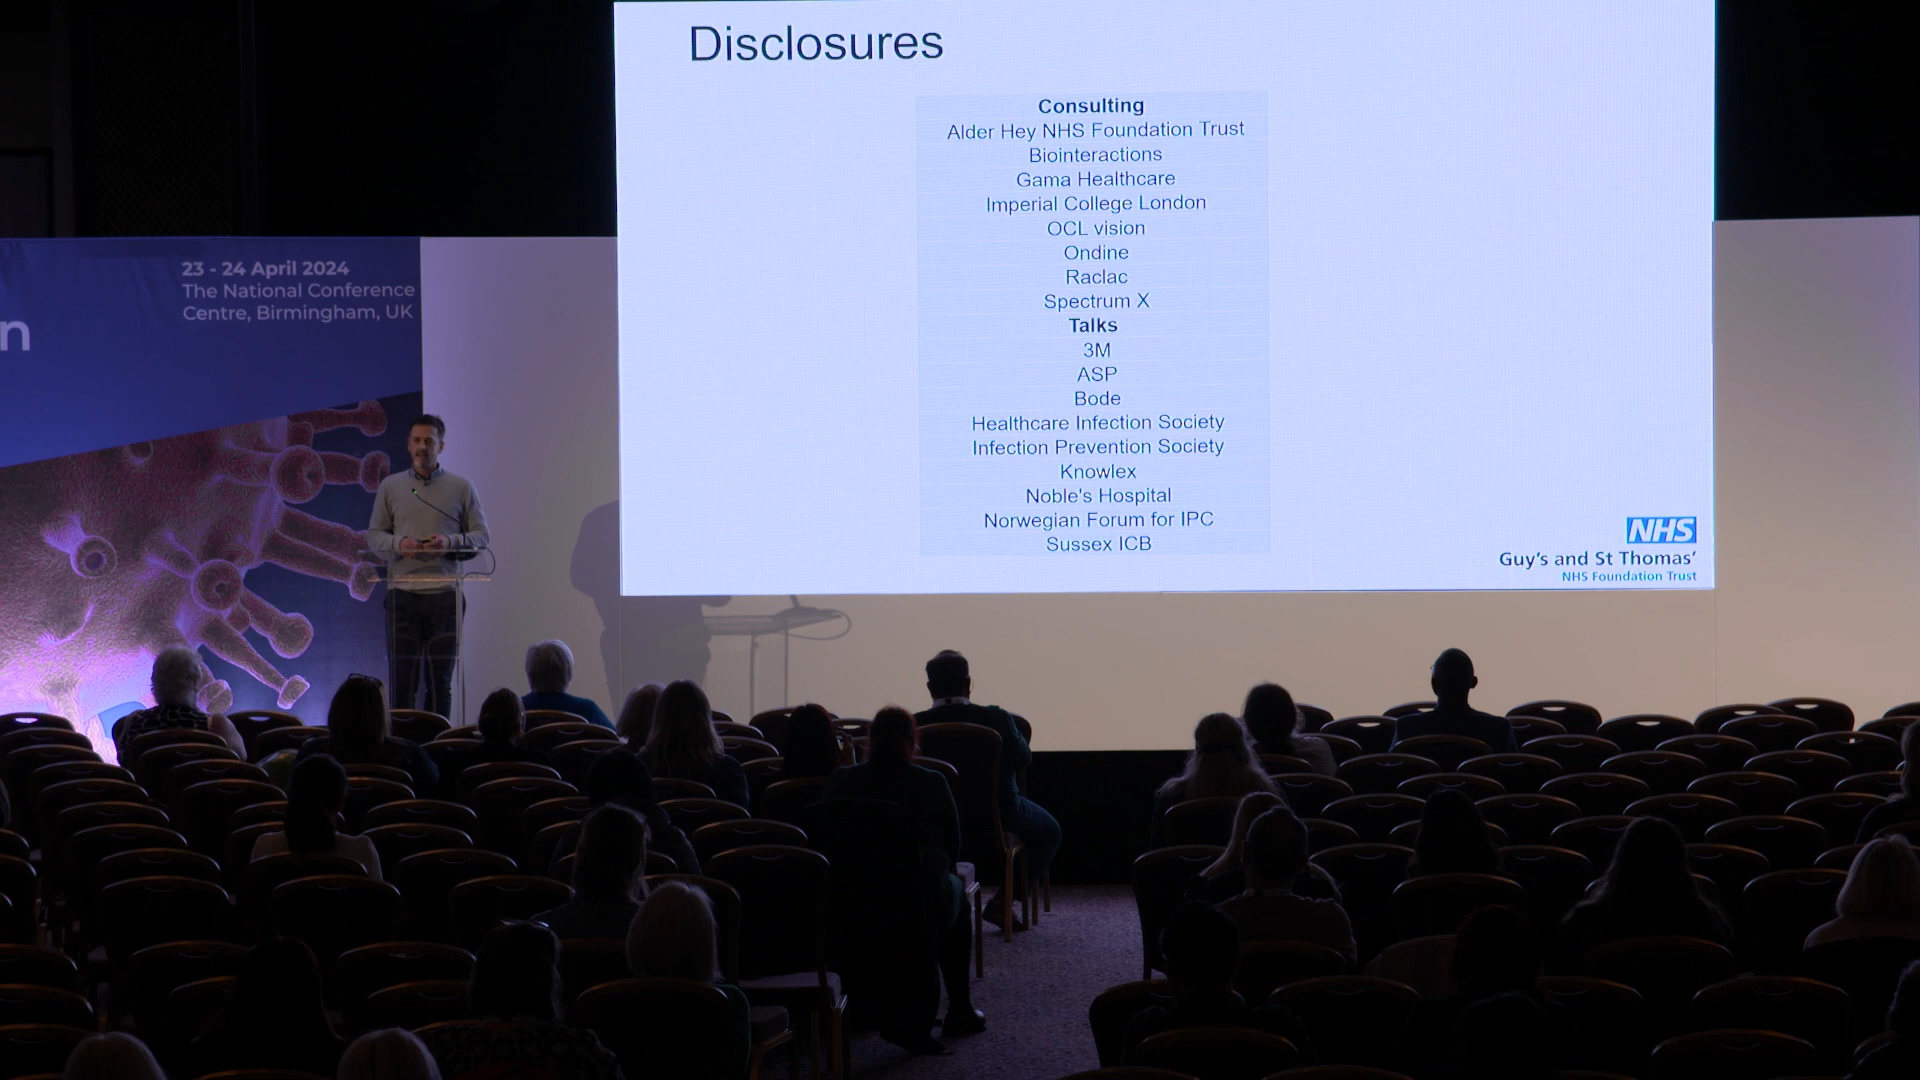 Disclosures
Consulting
Alder Hey NHS Foundation Trust
Biointeractions
Gama Healthcare
Imperial College London
OCL vision
Ondine
Raclac
Spectrum X
Talks
3M
ASP
Bode
Healthcare Infection Society
Infection Prevention Society
Knowlex
Noble's Hospital
Norwegian Forum for IPC
Sussex ICB
NHS
Guy's and St Thomas'
NHS Foundation Trust
23 - 24 April 2024
The National Conference
Centre, Birmingham, UK
n